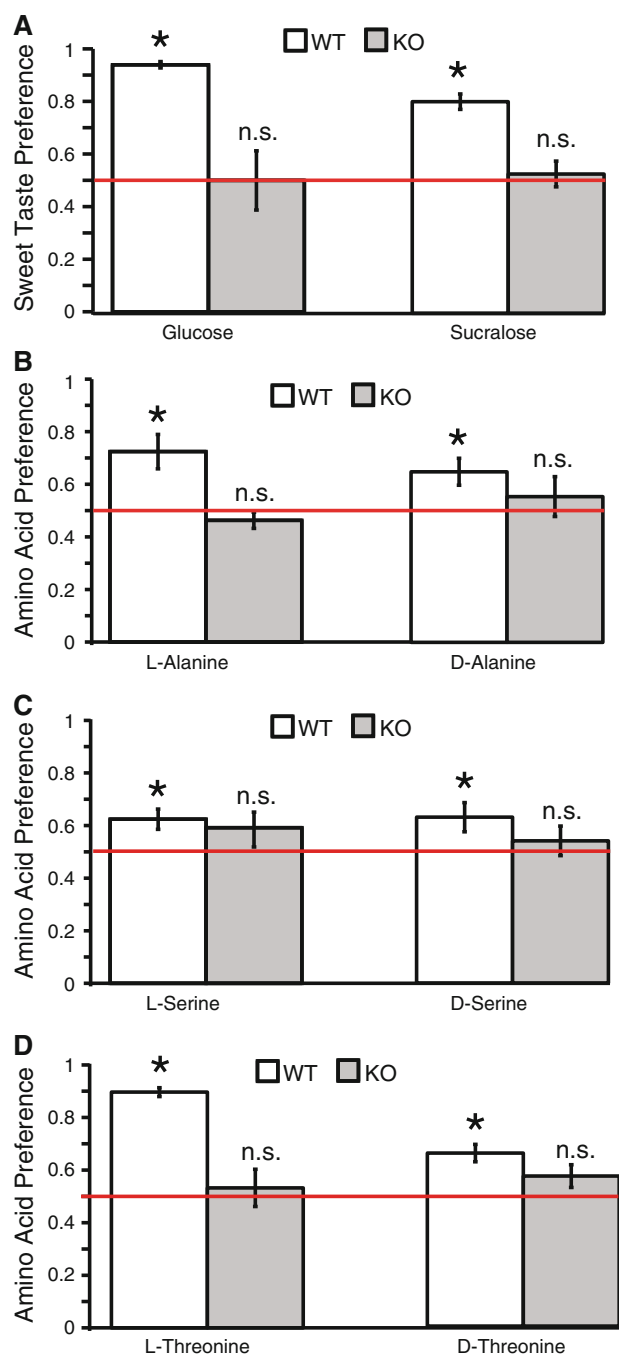 A
WT KO
Sweet Taste Preference
1
0.8
0.6
0.4
0.2
0
*
n.s.
*
n.s.
Glucose
Sucralose
B
WT KO
Amino Acid Preference
1
0.8
0.6
0.4
0.2
0
*
n.s.
*
n.s.
L-Alanine
D-Alanine
C
WT KO
Amino Acid Preference
1
0.8
0.6
0.4
0.2
0
*
n.s.
*
n.s.
L-Serine
D-Serine
D
WT KO
Amino Acid Preference
1
0.8
0.6
0.4
0.2
0
*
n.s.
*
n.s.
L-Threonine
D-Threonine